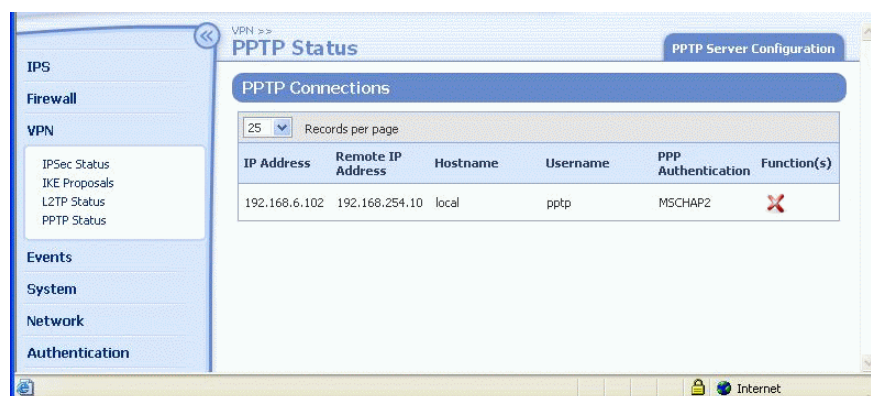 VPN >>
PPTP Status
PPTP Server Configuration
IPS
Firewall
VPN
IPSec Status
IKE Proposals
L2TP Status
PPTP Status
Events
System
Network
Authentication
PPTP Connections
25 Records per page
IP Address Remote IP Address Hostname Username PPP Authentication Function(s)
192.168.6.102 192.168.254.10 local pptp MSCHAP2
Internet